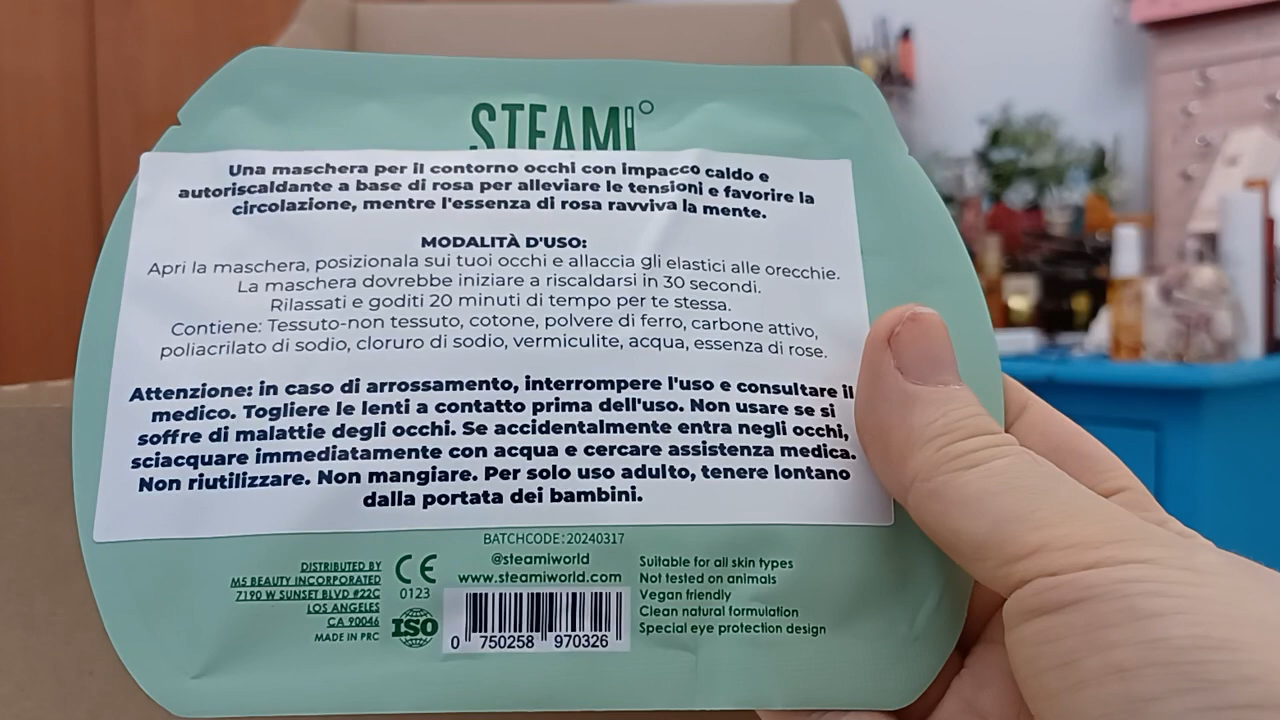 STEAMI°
Una maschera per il contorno occhi con impacco caldo e
autoriscaldante a base di rosa per alleviare le tensioni e favorire la
circolazione, mentre l'essenza di rosa ravviva la mente.
MODALITÀ D'USO:
Apri la maschera, posizionala sui tuoi occhi e allaccia gli elastici alle orecchie.
La maschera dovrebbe iniziare a riscaldarsi in 30 secondi.
Rilassati e goditi 20 minuti di tempo per te stessa.
Contiene: Tessuto-non tessuto, cotone, polvere di ferro, carbone attivo,
poliacrilato di sodio, cloruro di sodio, vermiculite, acqua, essenza di rose.
Attenzione: in caso di arrossamento, interrompere l'uso e consultare il
medico. Togliere le lenti a contatto prima dell'uso. Non usare se si
soffre di malattie degli occhi. Se accidentalmente entra negli occhi,
sciacquare immediatamente con acqua e cercare assistenza medica.
Non riutilizzare. Non mangiare. Per solo uso adulto, tenere lontano
dalla portata dei bambini.
BATCHCODE:20240317
DISTRIBUTED BY
M5 BEAUTY INCORPORATED
7190 W SUNSET BLVD #22C
LOS ANGELES
CA 90046
MADE IN PRC
CE
0123
ISO
@steamiworld
www.steamiworld.com
0 750258 970326
Suitable for all skin types
Not tested on animals
Vegan friendly
Clean natural formulation
Special eye protection design